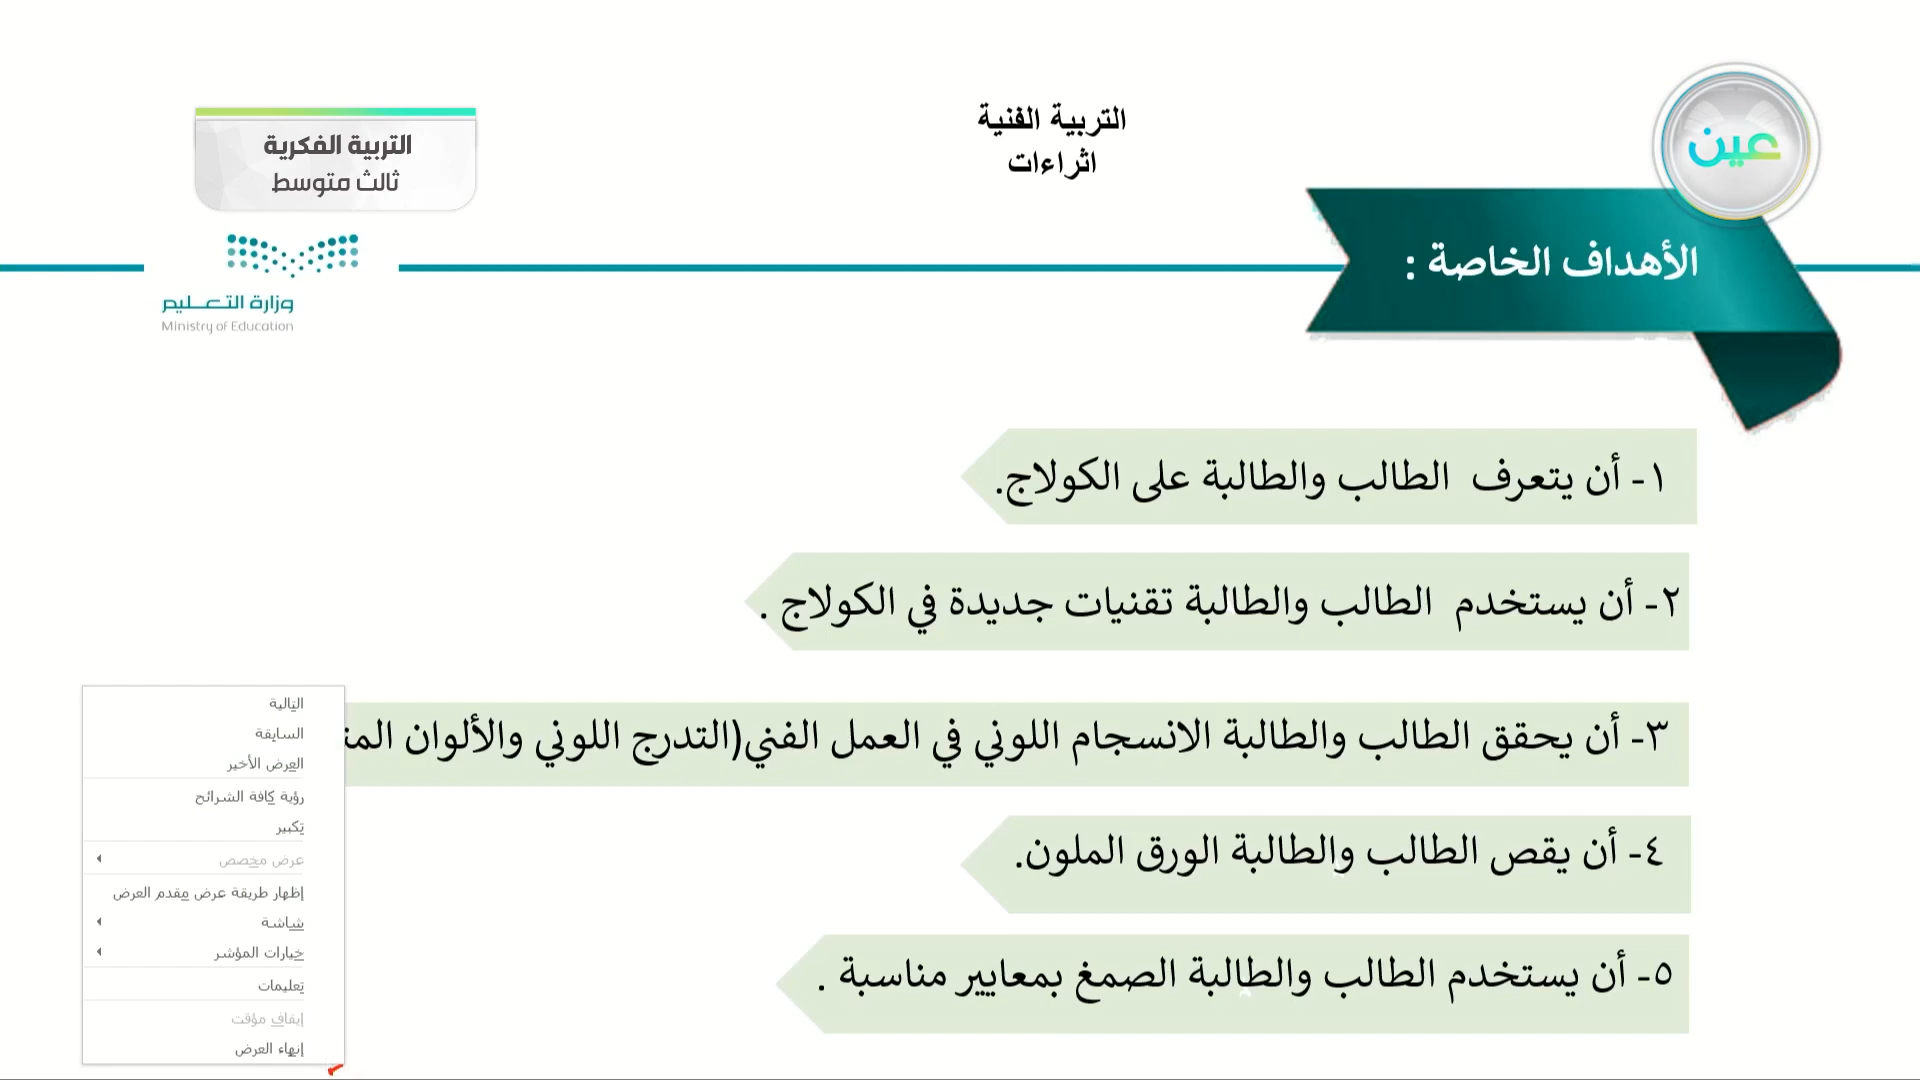 التربية الفنية
اثراءات
عين
التربية الفكرية
ثالث متوسط
وزارة التعليم
Ministry of Education
الأهداف الخاصة :
١- أن يتعرف الطالب والطالبة على الكولاج.
٢- أن يستخدم الطالب والطالبة تقنيات جديدة في الكولاج .
٣- أن يحقق الطالب والطالبة الانسجام اللوني في العمل الفني(التدرج اللوني والألوان
٤- أن يقص الطالب والطالبة الورق الملون.
٥- أن يستخدم الطالب والطالبة الصمغ بمعايير مناسبة .
التالية
السابقة
العرض الأخير
رؤية كافة الشرائح
تكبير
عرض مخصص
إظهار طريقة عرض مقدم العرض
شاشة
خيارات المؤشر
تعليمات
إيقاف مؤقت
إنهاء العرض